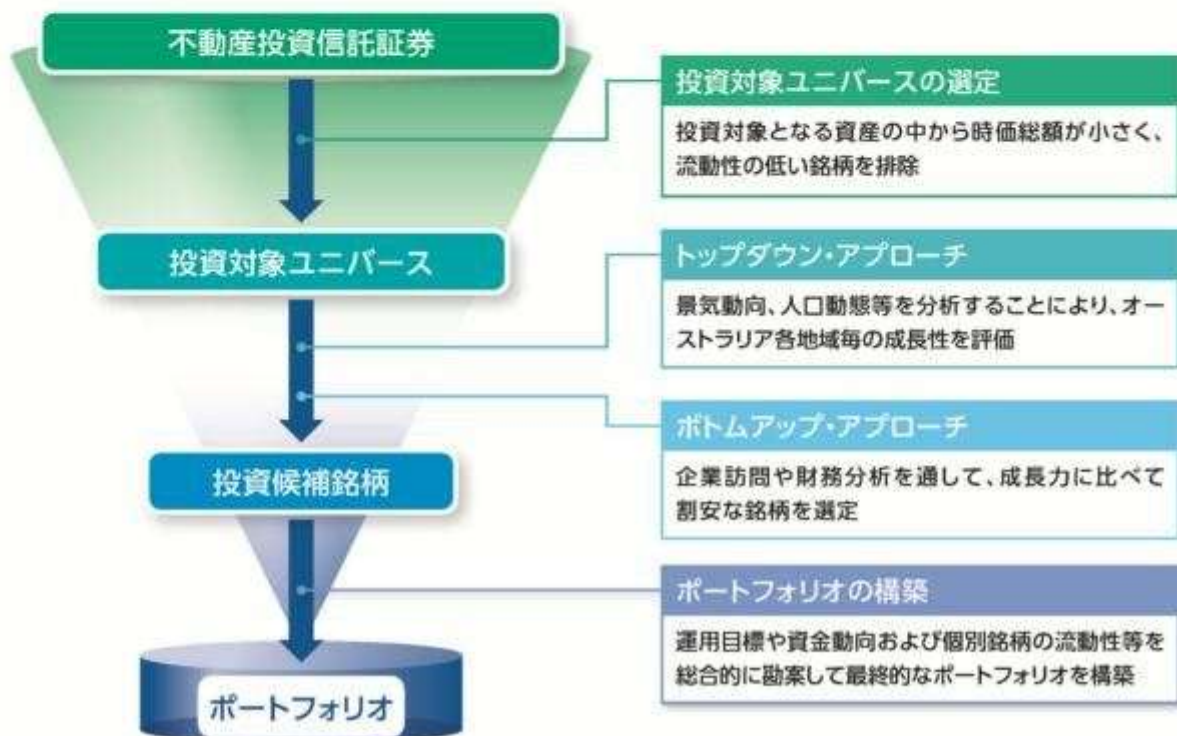 不動産投資信託証券
投資対象ユニバースの選定
投資対象となる資産の中から時価総額が小さく、
流動性の低い銘柄を排除
投資対象ユニバース
トップダウン・アプローチ
景気動向、人口動態等を分析することにより、オー
ストラリア各地域毎の成長性を評価
ボトムアップ・アプローチ
企業訪問や財務分析を通して、成長力に比べて
割安な銘柄を選定
投資候補銘柄
ポートフォリオの構築
運用目標や資金動向および個別銘柄の流動性等を
総合的に勘案して最終的なポートフォリオを構築
ポートフォリオ